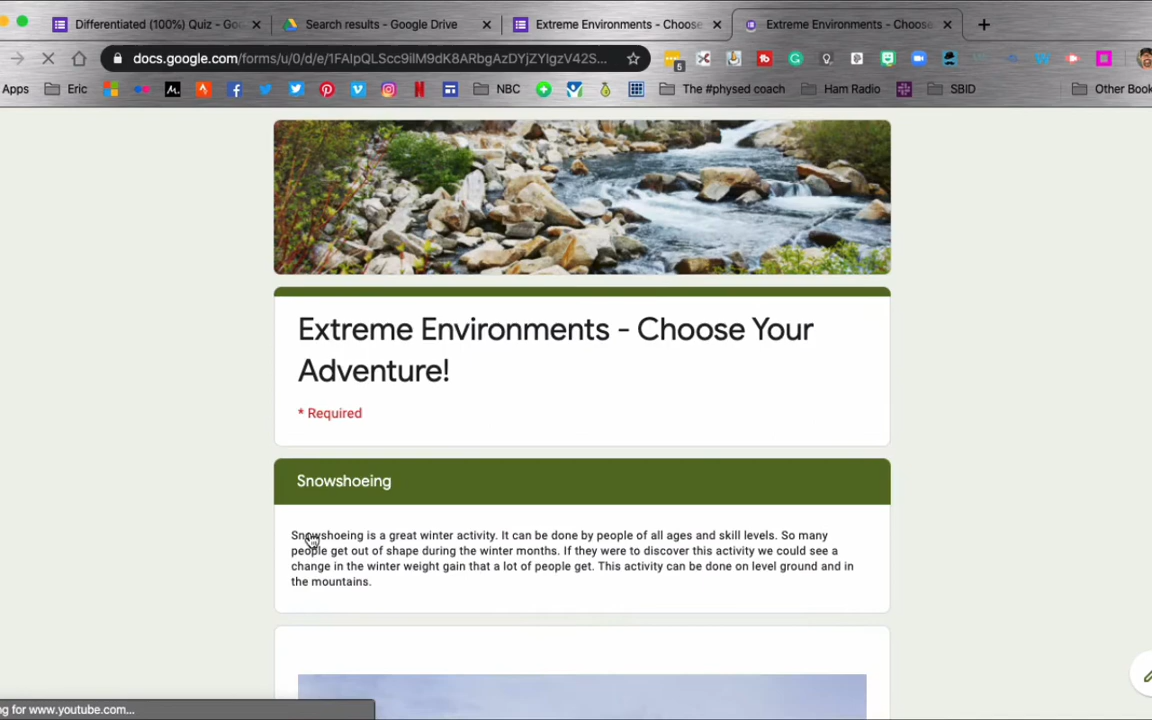 Differentiated (100%) Quiz - Go
Search results - Google Drive
Extreme Environments - Choose
Extreme Environments - Choose
docs.google.com/forms/u/0/d/e/1FAIpQLScc9ilM9dK8ARbgAzDYjZYIgzV42S...
5
Apps
Eric
NBC
The #physed coach
Ham Radio
SBID
Other Book
Extreme Environments - Choose Your
Adventure!
* Required
Snowshoeing
Snowshoeing is a great winter activity. It can be done by people of all ages and skill levels. So many
people get out of shape during the winter months. If they were to discover this activity we could see a
change in the winter weight gain that a lot of people get. This activity can be done on level ground and in
the mountains.
ng for www.youtube.com...